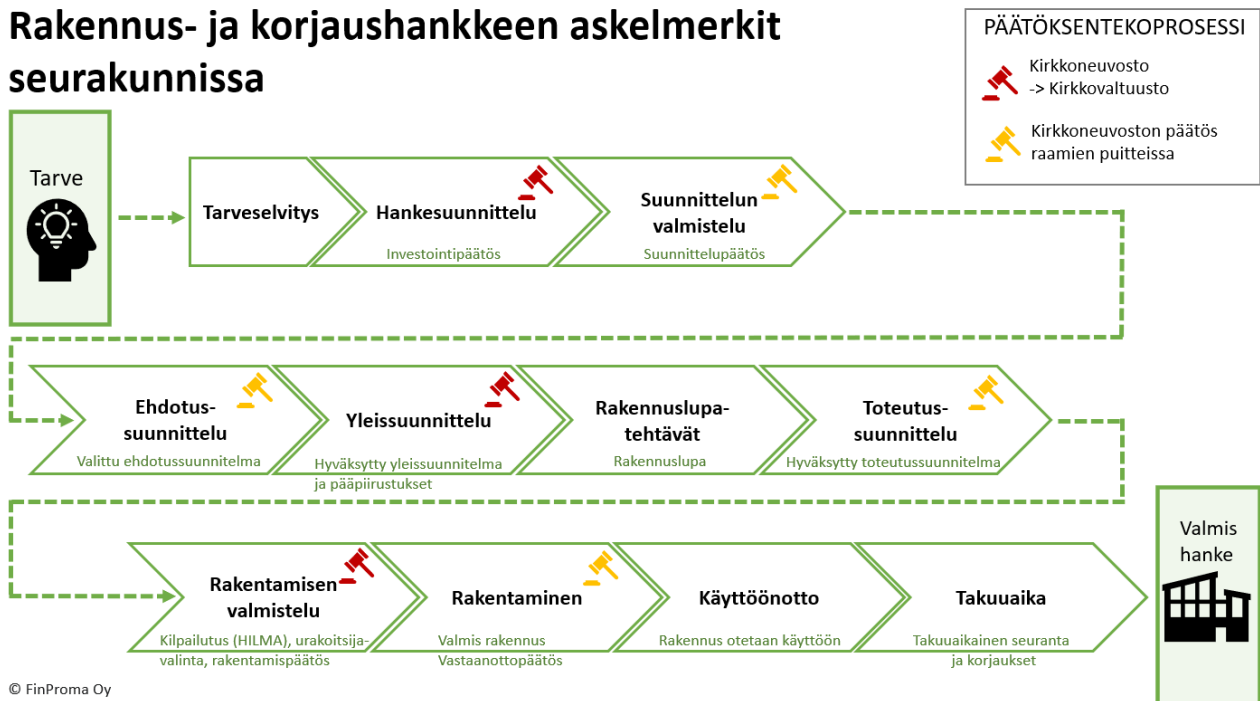 Rakennus- ja korjaushankkeen askelmerkit
seurakunnissa
PÄÄTÖKSENTEKOPROSESSI
Kirkkoneuvosto
-> Kirkkovaltuusto
Kirkkoneuvoston päätös
raamien puitteissa
Tarve
Tarveselvitys
Hankesuunnittelu
Investointipäätös
Suunnittelun
valmistelu
Suunnittelupäätös
Ehdotus-
suunnittelu
Valittu ehdotussuunnitelma
Yleissuunnittelu
Hyväksytty yleissuunnitelma
ja pääpiirustukset
Rakennuslupa-
tehtävät
Rakennuslupa
Toteutus-
suunnittelu
Hyväksytty toteutussuunnitelma
Rakentamisen
valmistelu
Kilpailutus (HILMA), urakoitsija-
valinta, rakentamispäätös
Rakentaminen
Valmis rakennus
Vastaanottopäätös
Käyttöönotto
Rakennus otetaan käyttöön
Takuuaika
Takuuaikainen seuranta
ja korjaukset
Valmis
hanke
© FinProma Oy